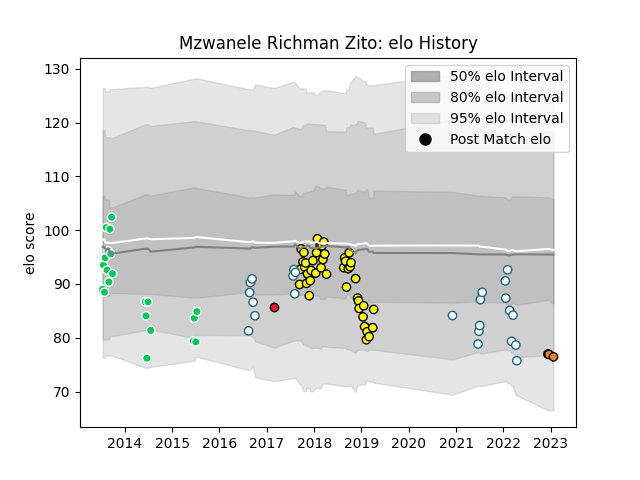 Mzwanele Richman Zito: elo History
50% elo Interval
80% elo Interval
95% elo Interval
Post Match elo
elo score
130
120
110
100
90
80
70
2014 2015 2016 2017 2018 2019 2020 2021 2022 2023